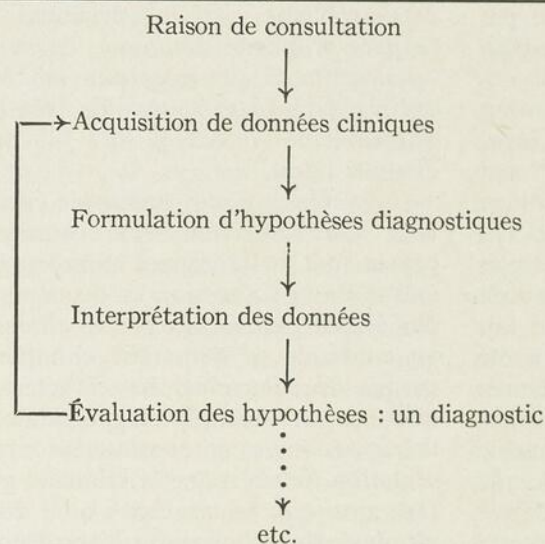 Raison de consultation
Acquisition de données cliniques
Formulation d'hypothèses diagnostiques
Interprétation des données
Évaluation des hypothèses : un diagnostic
etc.